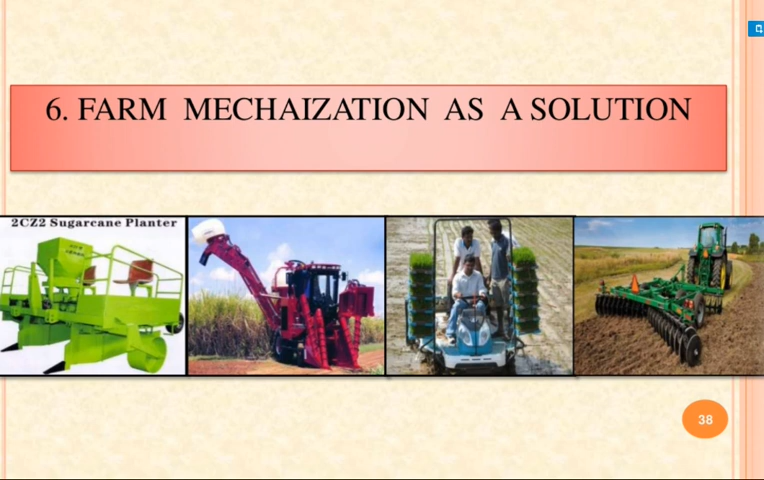 6. FARM MECHAIZATION AS A SOLUTION
2CZ2 Sugarcane Planter
38